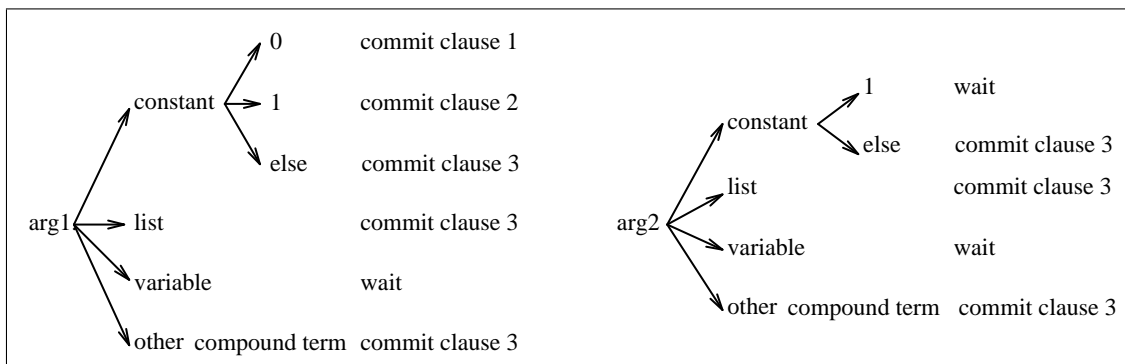 0 commit clause 1
constant 1 commit clause 2
else commit clause 3
arg1 list commit clause 3
variable wait
other compound term commit clause 3
1 wait
constant
else commit clause 3
list commit clause 3
arg2
variable wait
other compound term commit clause 3